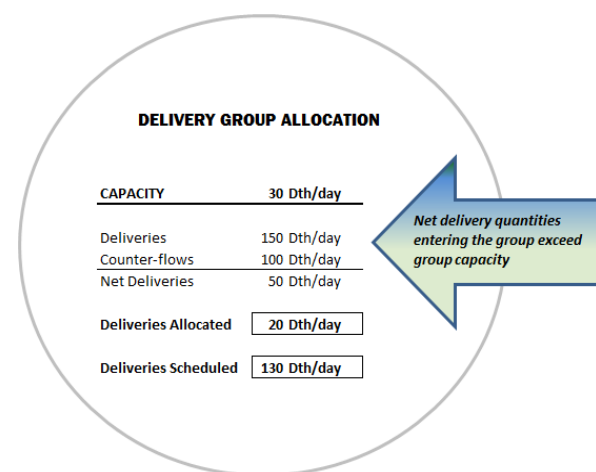 DELIVERY GROUP ALLOCATION
CAPACITY 30 Dth/day
Net delivery quantities
entering the group exceed
group capacity
Deliveries 150 Dth/day
Counter-flows 100 Dth/day
Net Deliveries 50 Dth/day
Deliveries Allocated 20 Dth/day
Deliveries Scheduled 130 Dth/day